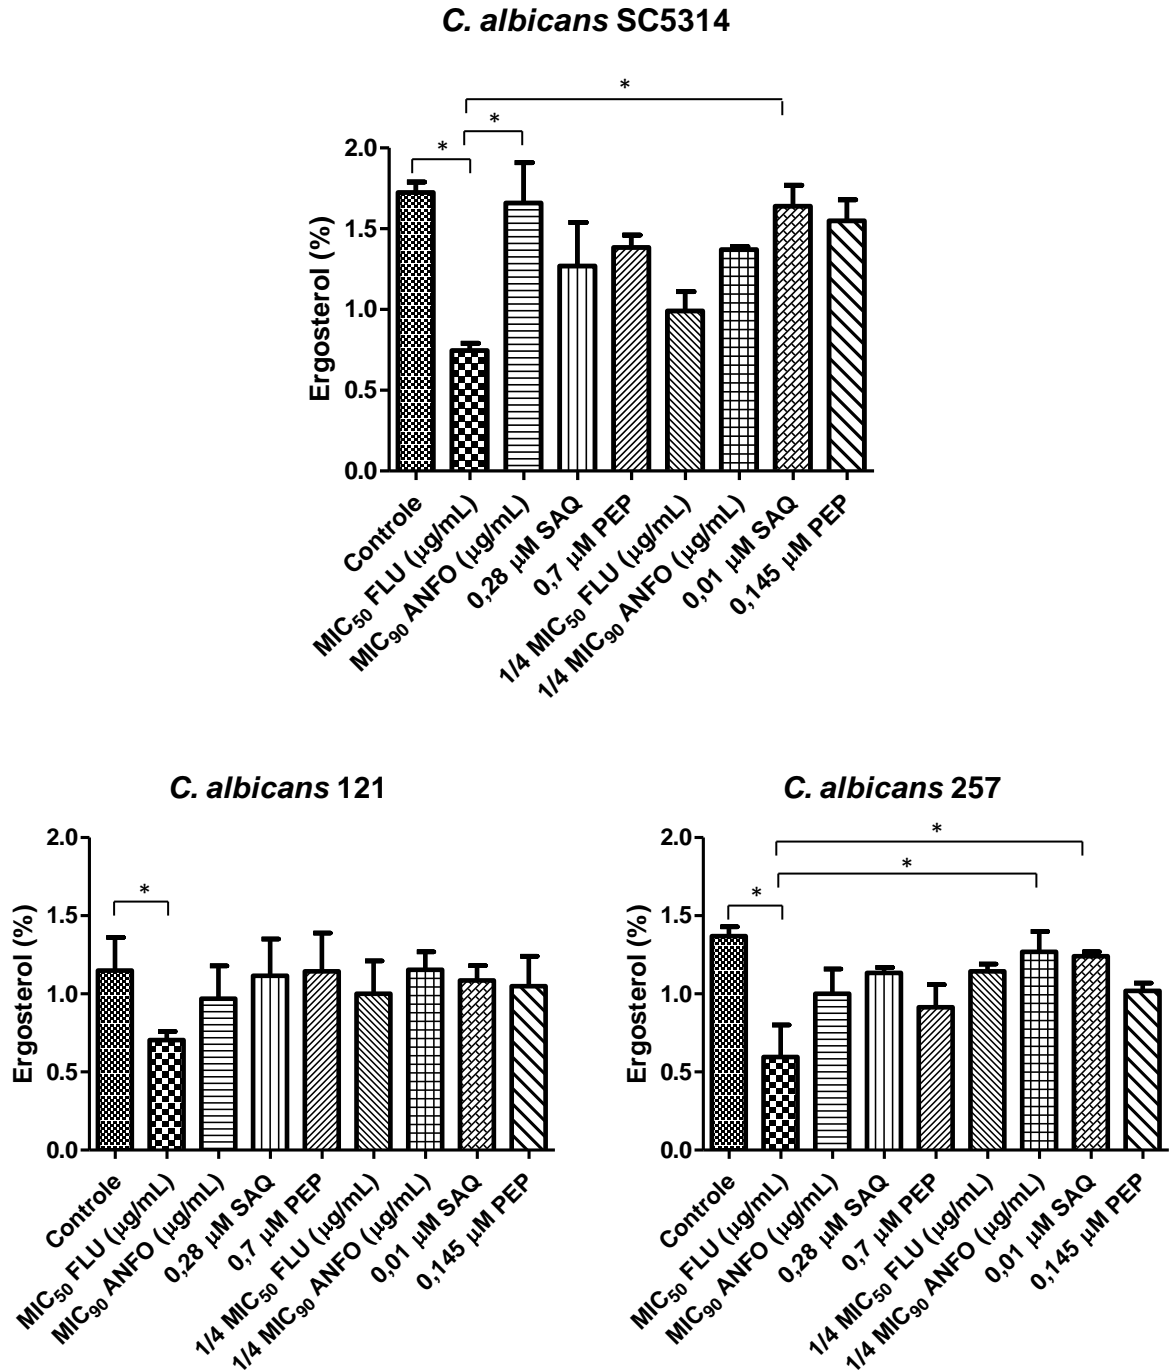 C. albicans SC5314
*
*
*
2.0
1.5
1.0
0.5
0.0
Ergosterol (%)
Controle
MIC₅₀ FLU (μg/mL)
MIC₉₀ ANFO (μg/mL)
0,28 μM SAQ
0,7 μM PEP
1/4 MIC₅₀ FLU (μg/mL)
1/4 MIC₉₀ ANFO (μg/mL)
0,01 μM SAQ
0,145 μM PEP
C. albicans 121
*
2.0
1.5
1.0
0.5
0.0
Ergosterol (%)
Controle
MIC₅₀ FLU (μg/mL)
MIC₉₀ ANFO (μg/mL)
0,28 μM SAQ
0,7 μM PEP
1/4 MIC₅₀ FLU (μg/mL)
1/4 MIC₉₀ ANFO (μg/mL)
0,01 μM SAQ
0,145 μM PEP
C. albicans 257
*
*
*
2.0
1.5
1.0
0.5
0.0
Ergosterol (%)
Controle
MIC₅₀ FLU (μg/mL)
MIC₉₀ ANFO (μg/mL)
0,28 μM SAQ
0,7 μM PEP
1/4 MIC₅₀ FLU (μg/mL)
1/4 MIC₉₀ ANFO (μg/mL)
0,01 μM SAQ
0,145 μM PEP